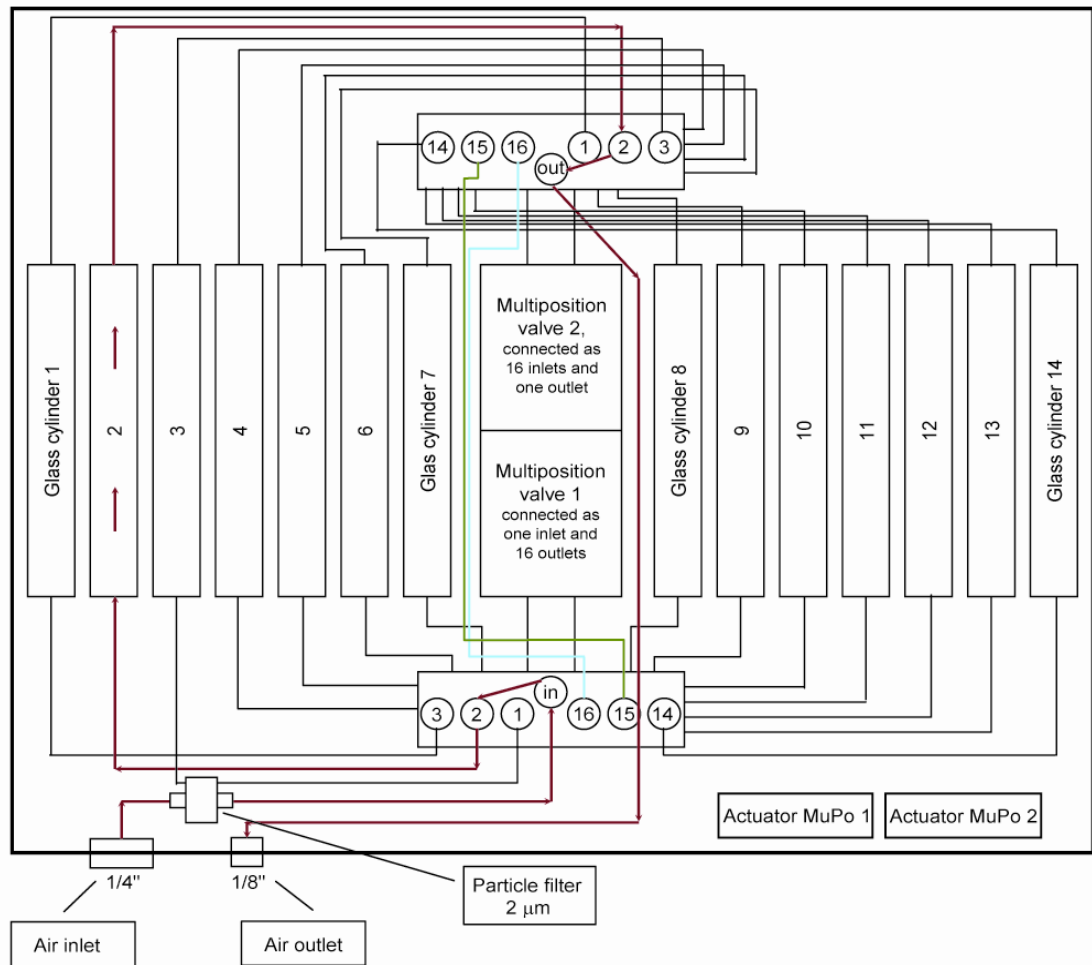 14
15
16
1
2
3
out
Glass cylinder 1
2
3
4
5
6
Glas cylinder 7
Multiposition
valve 2,
connected as
16 inlets and
one outlet
Multiposition
valve 1
connected as
one inlet and
16 outlets
Glass cylinder 8
9
10
11
12
13
Glass cylinder 14
in
3
2
1
16
15
14
Actuator MuPo 1
Actuator MuPo 2
1/4"
1/8"
Particle filter
2 μm
Air inlet
Air outlet